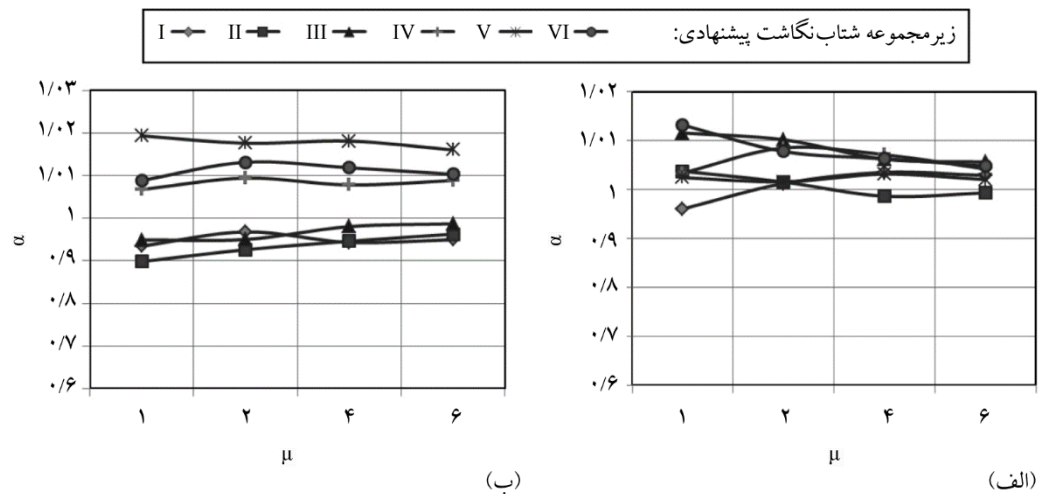 زیرمجموعه شتاب‌نگاشت پیشنهادی: I II III IV V VI
۱/۰۲
۱/۰۱
۱
۰/۹
۰/۸
۰/۷
۰/۶
α
۱ ۲ ۴ ۶
μ
(الف)
۱/۰۳
۱/۰۲
۱/۰۱
۱
۰/۹
۰/۸
۰/۷
۰/۶
α
۱ ۲ ۴ ۶
μ
(ب)